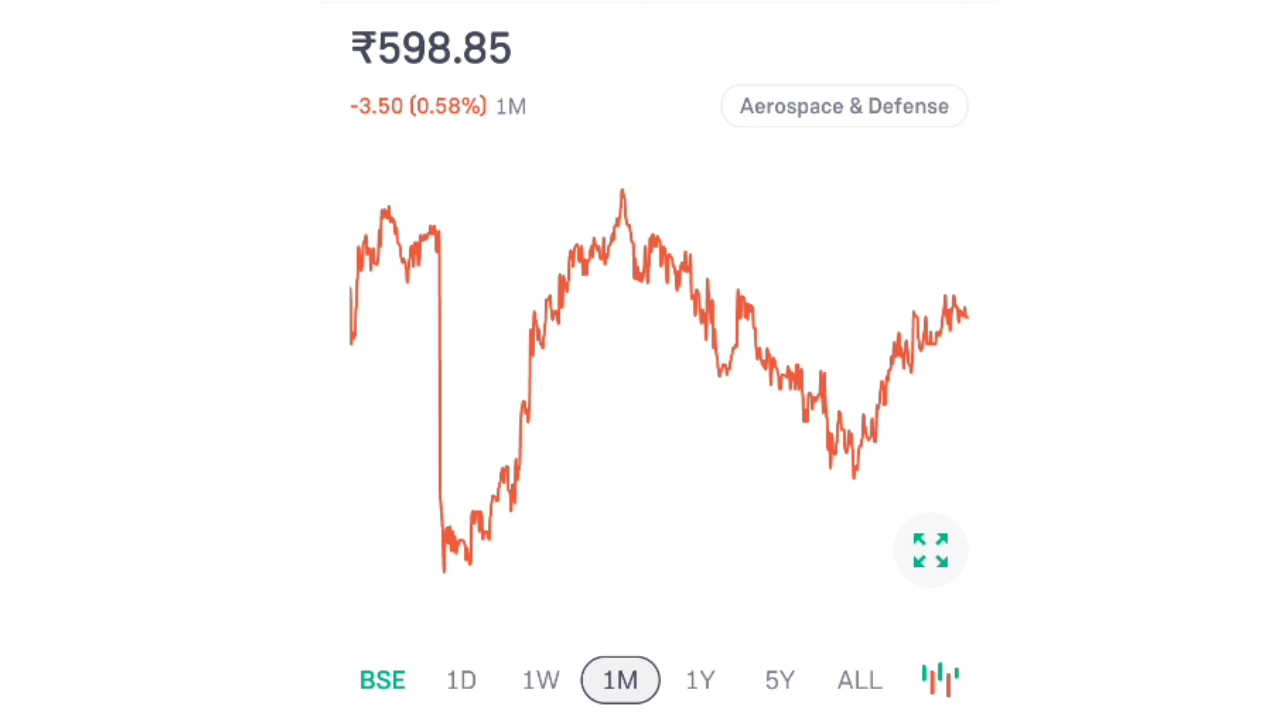 ₹598.85
-3.50 (0.58%) 1M
Aerospace & Defense
BSE 1D 1W 1M 1Y 5Y ALL